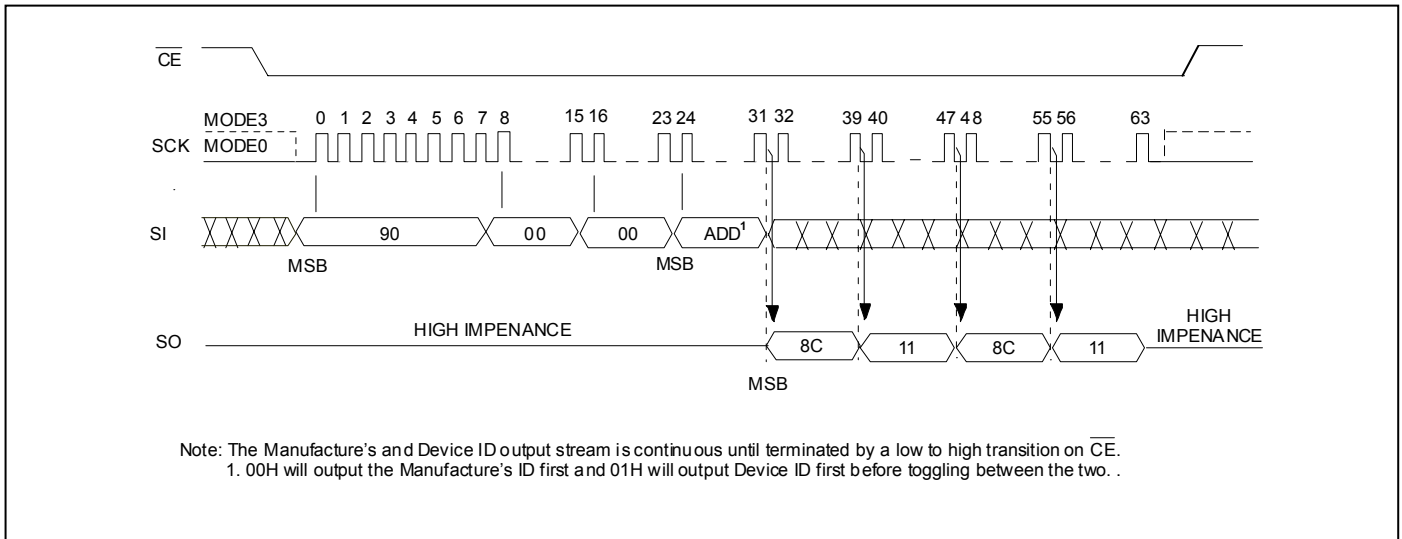 CE
MODE3 0 1 2 3 4 5 6 7 8 15 16 23 24 31 32 39 40 47 48 55 56 63
SCK MODE0
SI 90 00 00 ADD1
MSB MSB
HIGH IMPENANCE
HIGH IMPENANCE
SO 8C 11 8C 11
MSB
Note: The Manufacture's and Device ID output stream is continuous until terminated by a low to high transition on CE.
1. 00H will output the Manufacture's ID first and 01H will output Device ID first before toggling between the two. .